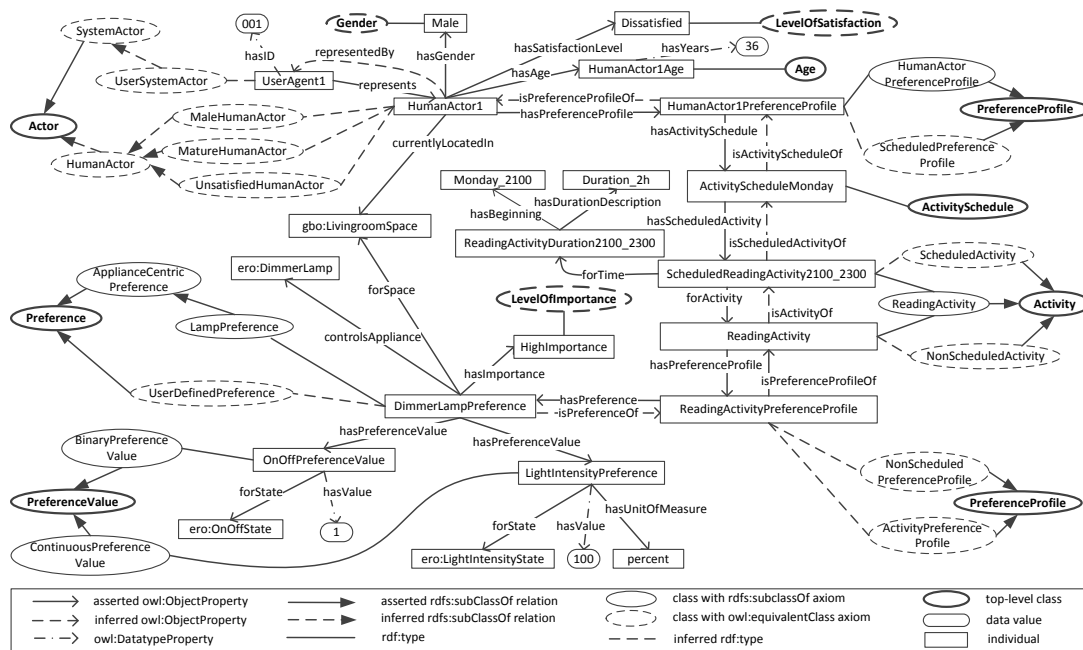 001
Gender
Male
Dissatisfied
LevelOfSatisfaction
SystemActor
hasID
representedBy
hasGender
hasSatisfactionLevel
hasYears
36
UserSystemActor
UserAgent1
represents
hasAge
HumanActor1Age
Age
HumanActor
PreferenceProfile
Actor
MaleHumanActor
HumanActor1
isPreferenceProfileOf
hasPreferenceProfile
HumanActor1PreferenceProfile
PreferenceProfile
HumanActor
MatureHumanActor
UnsatisfiedHumanActor
currentlyLocatedIn
hasActivitySchedule
isActivityScheduleOf
ScheduledPreference
Profile
Monday_2100
Duration_2h
ActivityScheduleMonday
ActivitySchedule
hasBeginning
hasDurationDescription
hasScheduledActivity
gbo:LivingroomSpace
ReadingActivityDuration2100_2300
isScheduledActivityOf
ScheduledActivity
ApplianceCentric
Preference
ero:DimmerLamp
forSpace
forTime
ScheduledReadingActivity2100_2300
Preference
LevelOfImportance
forActivity
isActivityOf
ReadingActivity
Activity
LampPreference
controlsAppliance
HighImportance
ReadingActivity
NonScheduledActivity
hasImportance
hasPreferenceProfile
isPreferenceProfileOf
UserDefinedPreference
DimmerLampPreference
hasPreference
isPreferenceOf
ReadingActivityPreferenceProfile
BinaryPreference
Value
hasPreferenceValue
hasPreferenceValue
OnOffPreferenceValue
LightIntensityPreference
NonScheduled
PreferenceProfile
PreferenceValue
forState
hasValue
hasUnitOfMeasure
PreferenceProfile
ero:OnOffState
1
forState
hasValue
ActivityPreference
Profile
ContinuousPreference
Value
ero:LightIntensityState
100
percent
asserted owl:ObjectProperty
asserted rdfs:subClassOf relation
class with rdfs:subclassOf axiom
top-level class
inferred owl:ObjectProperty
inferred rdfs:subClassOf relation
class with owl:equivalentClass axiom
data value
owl:DatatypeProperty
rdf:type
inferred rdf:type
individual